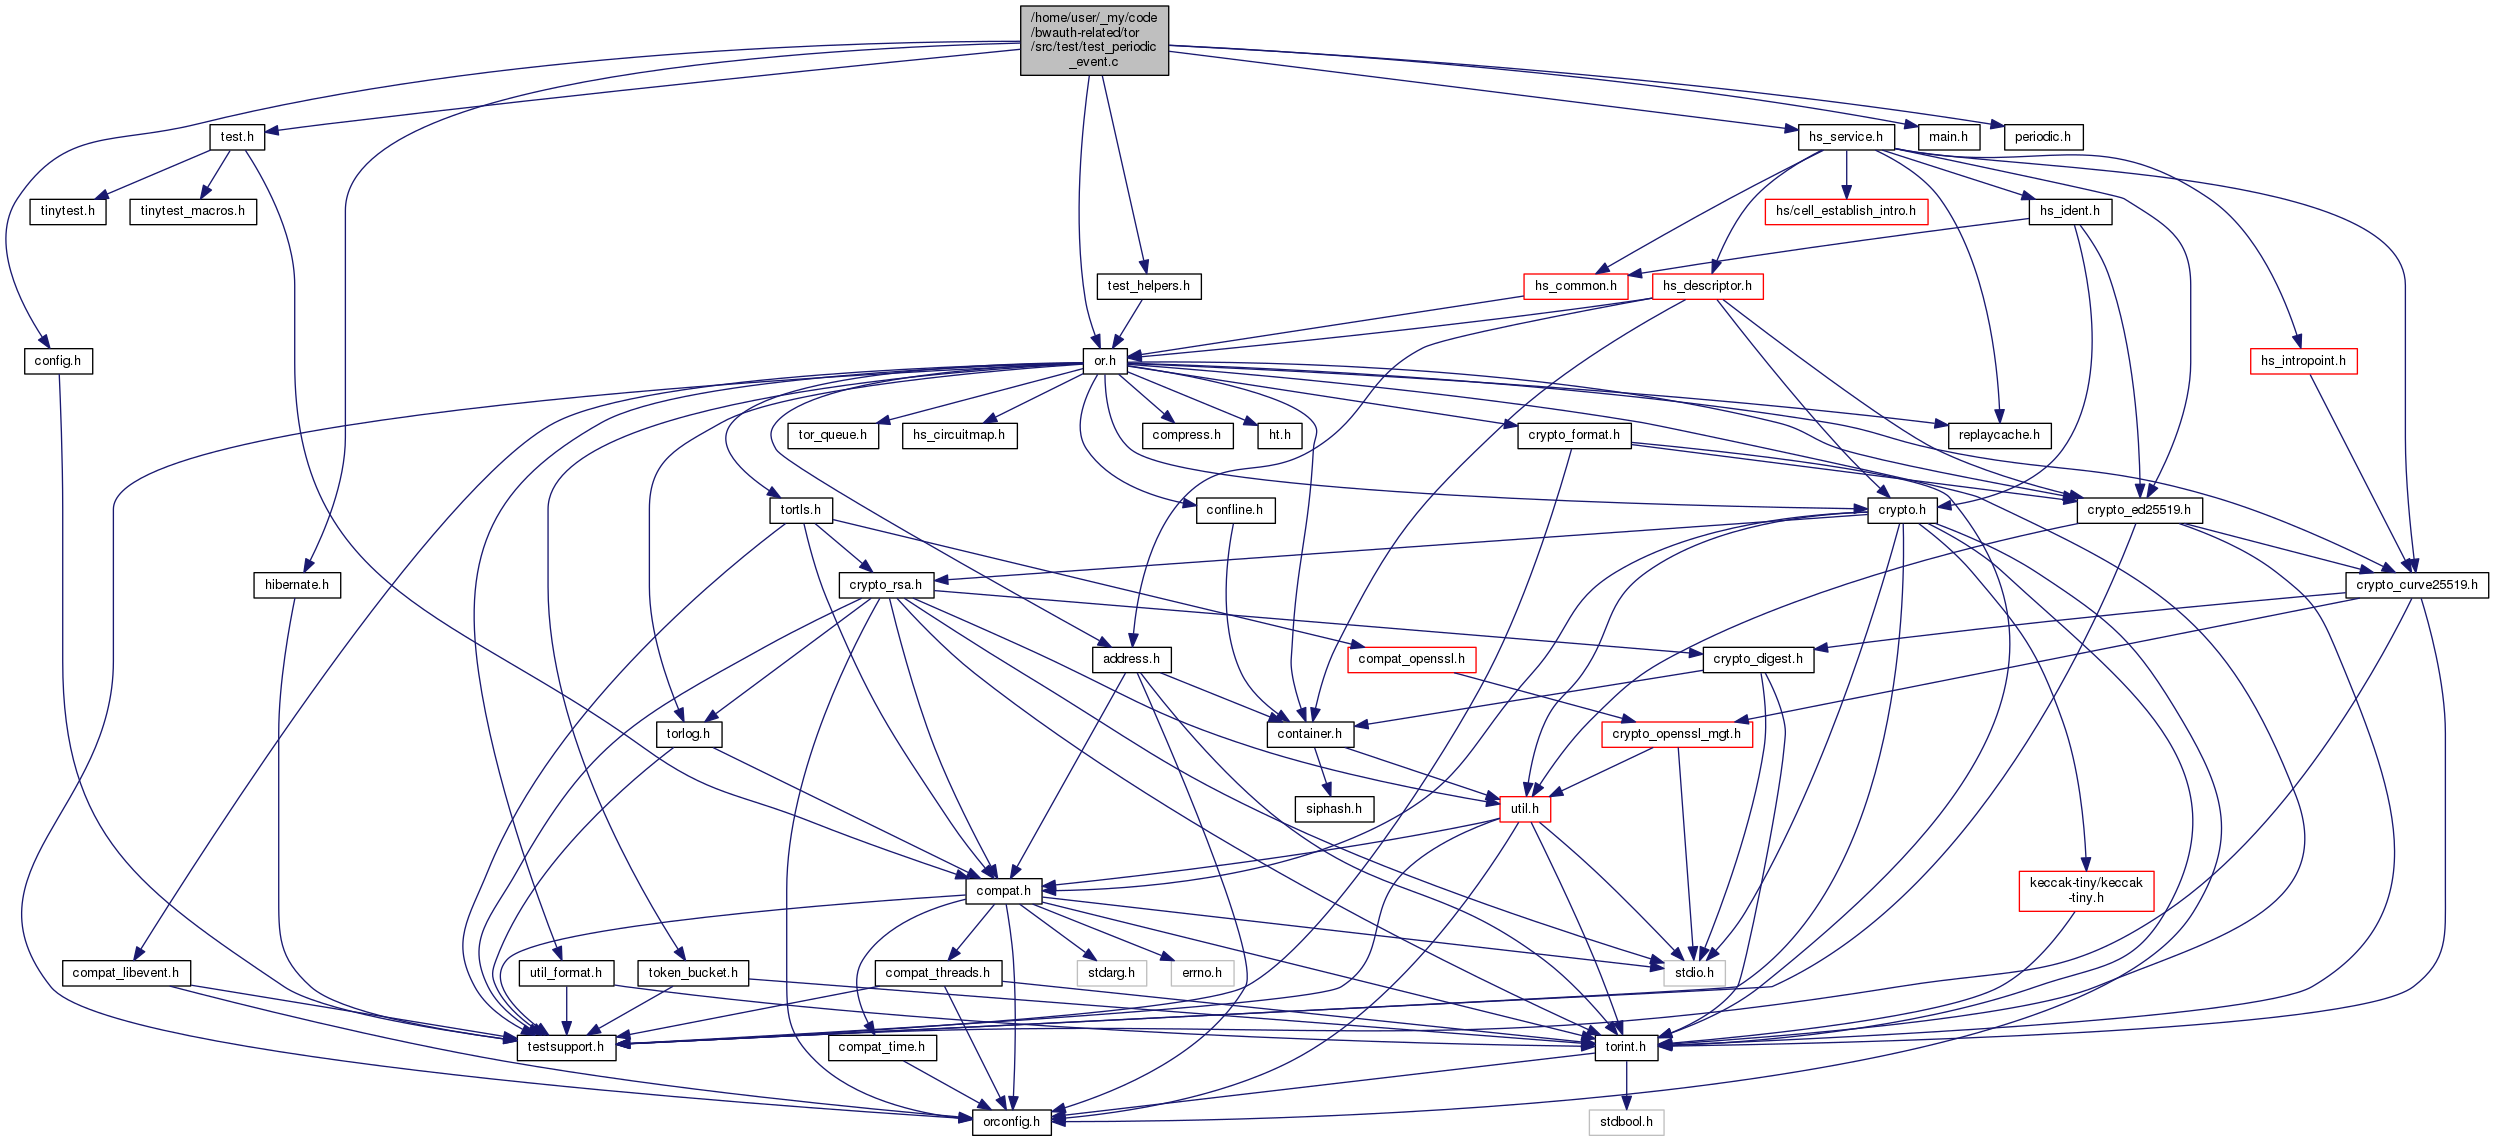 /home/user/_my/code
/bwauth-related/tor
/src/test/test_periodic
_event.c
test.h
hs_service.h
main.h
periodic.h
tinytest.h
tinytest_macros.h
hs/cell_establish_intro.h
hs_ident.h
test_helpers.h
hs_common.h
hs_descriptor.h
config.h
or.h
hs_intropoint.h
tor_queue.h
hs_circuitmap.h
compress.h
ht.h
crypto_format.h
replaycache.h
tortls.h
confline.h
crypto.h
crypto_ed25519.h
hibernate.h
crypto_rsa.h
crypto_curve25519.h
address.h
compat_openssl.h
crypto_digest.h
torlog.h
container.h
crypto_openssl_mgt.h
siphash.h
util.h
compat.h
keccak-tiny/keccak
-tiny.h
compat_libevent.h
util_format.h
token_bucket.h
compat_threads.h
stdarg.h
errno.h
stdio.h
testsupport.h
compat_time.h
torint.h
orconfig.h
stdbool.h